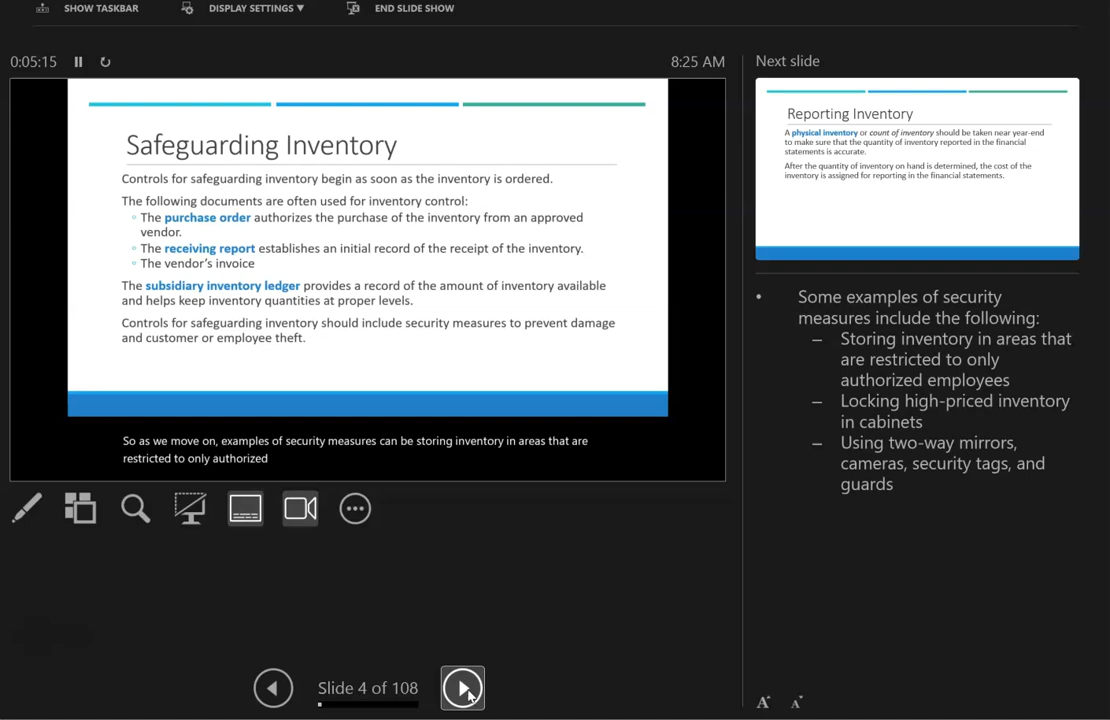 SHOW TASKBAR
DISPLAY SETTINGS ▼
END SLIDE SHOW
0:05:15
8:25 AM
Safeguarding Inventory
Controls for safeguarding inventory begin as soon as the inventory is ordered.
The following documents are often used for inventory control:
◦ The purchase order authorizes the purchase of the inventory from an approved
vendor.
◦ The receiving report establishes an initial record of the receipt of the inventory.
◦ The vendor's invoice
The subsidiary inventory ledger provides a record of the amount of inventory available
and helps keep inventory quantities at proper levels.
Controls for safeguarding inventory should include security measures to prevent damage
and customer or employee theft.
So as we move on, examples of security measures can be storing inventory in areas that are
restricted to only authorized
Slide 4 of 108
Next slide
Reporting Inventory
A physical inventory or count of inventory should be taken near year-end
to make sure that the quantity of inventory reported in the financial
statements is accurate.
After the quantity of inventory on hand is determined, the cost of the
inventory is assigned for reporting in the financial statements.
• Some examples of security
measures include the following:
– Storing inventory in areas that
are restricted to only
authorized employees
– Locking high-priced inventory
in cabinets
– Using two-way mirrors,
cameras, security tags, and
guards
A A